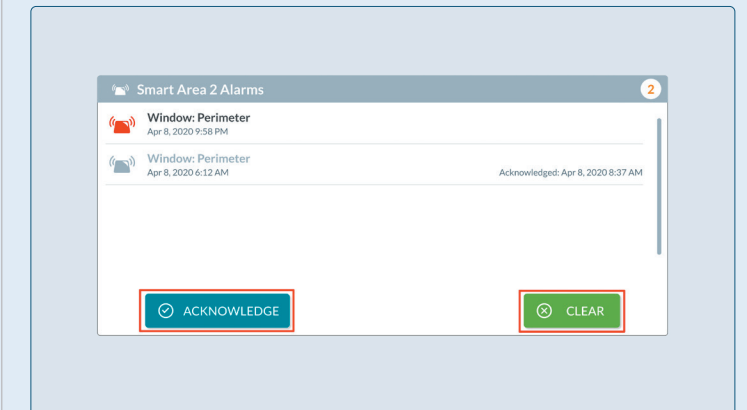 Smart Area 2 Alarms
2
Window: Perimeter
Apr 8, 2020 9:58 PM
Window: Perimeter
Apr 8, 2020 6:12 AM
Acknowledged: Apr 8, 2020 8:37 AM
ACKNOWLEDGE
CLEAR